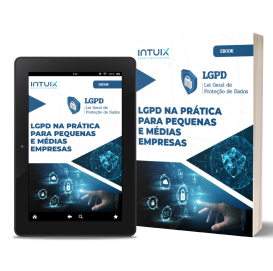 INTUIX
EBOOK
LGPD
Lei Geral de
Proteção de Dados
LGPD NA PRÁTICA
PARA PEQUENAS
E MÉDIAS
EMPRESAS
INTUIX
EBOOK
LGPD
Lei Geral de
Proteção de Dados
LGPD NA PRÁTICA
PARA PEQUENAS
E MÉDIAS
EMPRESAS